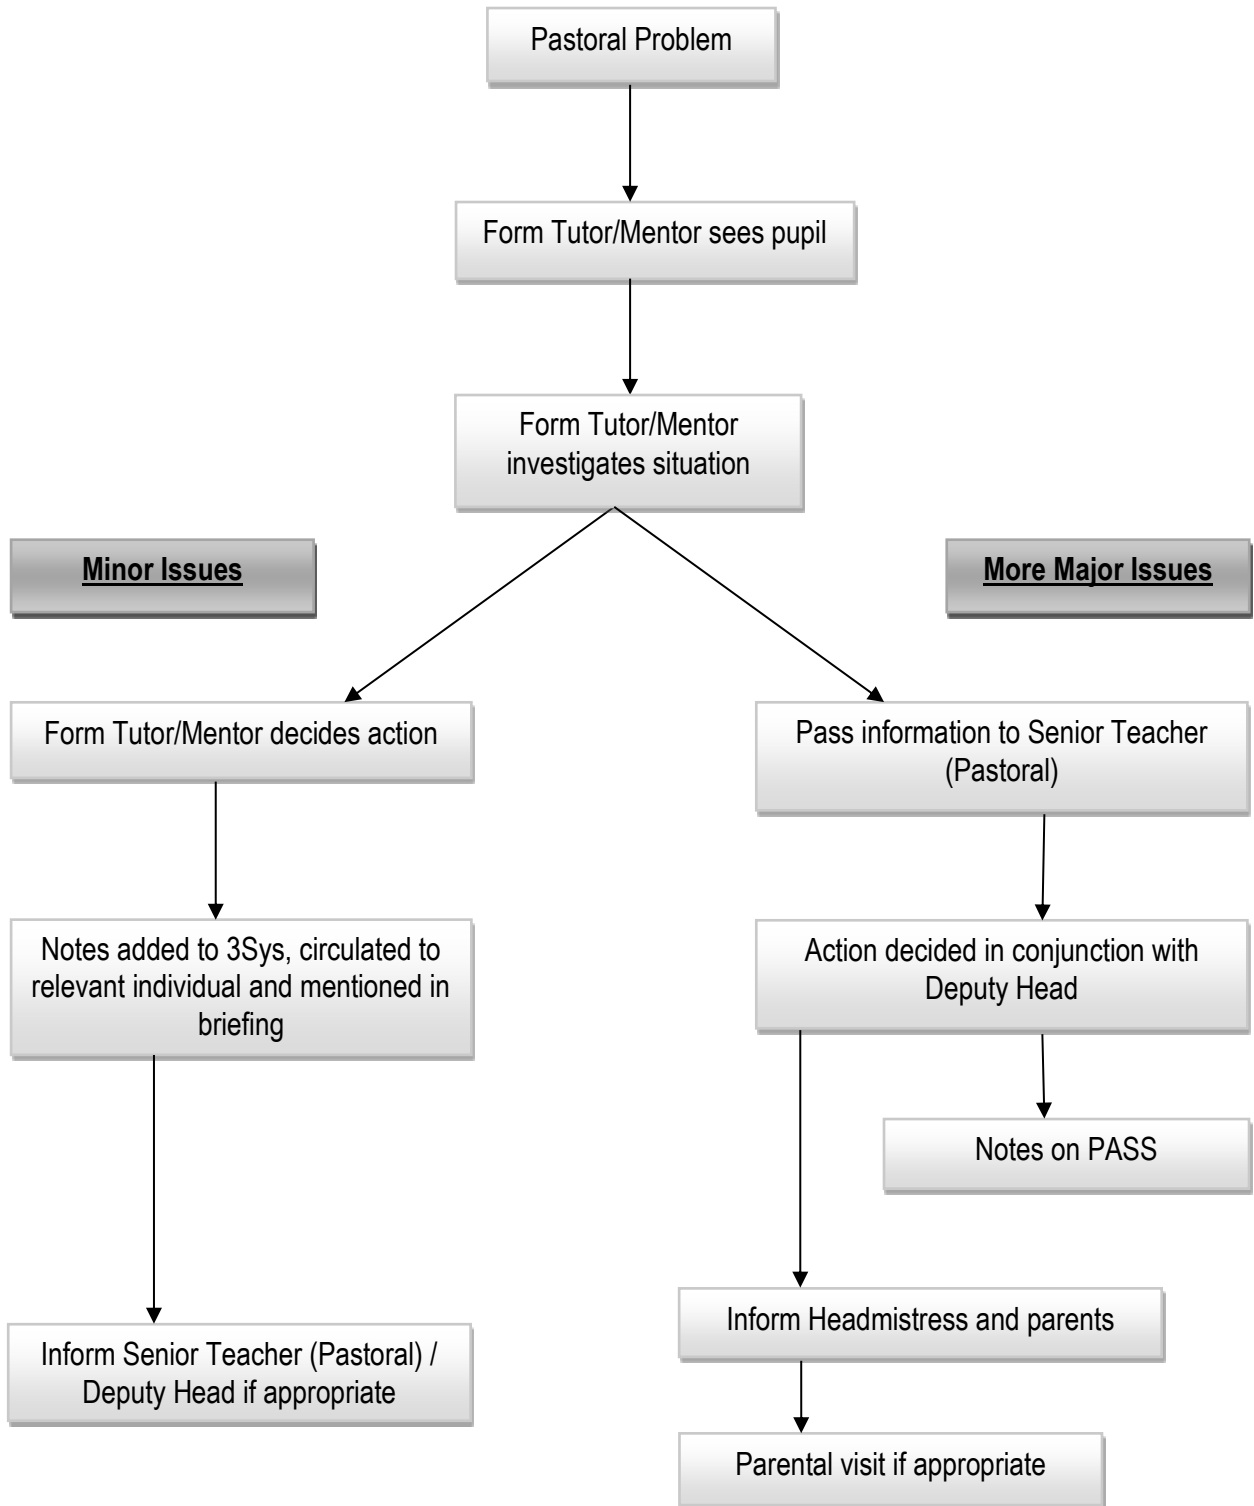 Pastoral Problem
Form Tutor/Mentor sees pupil
Form Tutor/Mentor
investigates situation
Minor Issues
More Major Issues
Form Tutor/Mentor decides action
Pass information to Senior Teacher
(Pastoral)
Notes added to 3Sys, circulated to
relevant individual and mentioned in
briefing
Action decided in conjunction with
Deputy Head
Notes on PASS
Inform Headmistress and parents
Inform Senior Teacher (Pastoral) /
Deputy Head if appropriate
Parental visit if appropriate